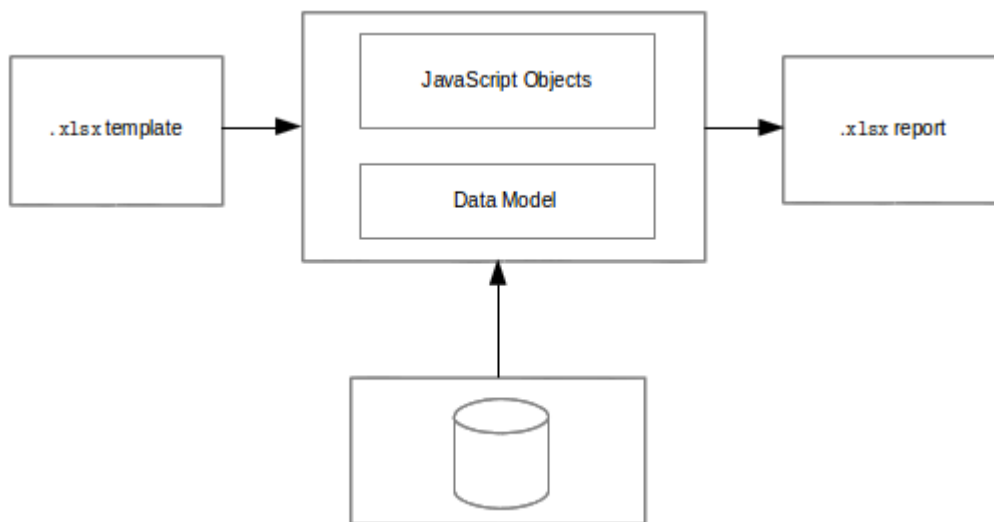 JavaScript Objects
.xlsx template
.xlsx report
Data Model